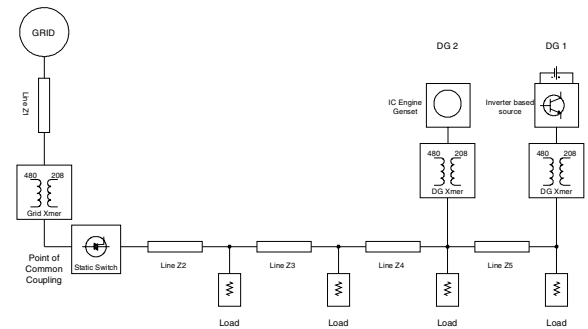 GRID
DG 2
DG 1
Line Z1
IC Engine
Genset
Inverter based
source
480 208
Grid Xmer
480 208
DG Xmer
480 208
DG Xmer
Point of
Common
Coupling
Static Switch
Line Z2
Line Z3
Line Z4
Line Z5
Load
Load
Load
Load